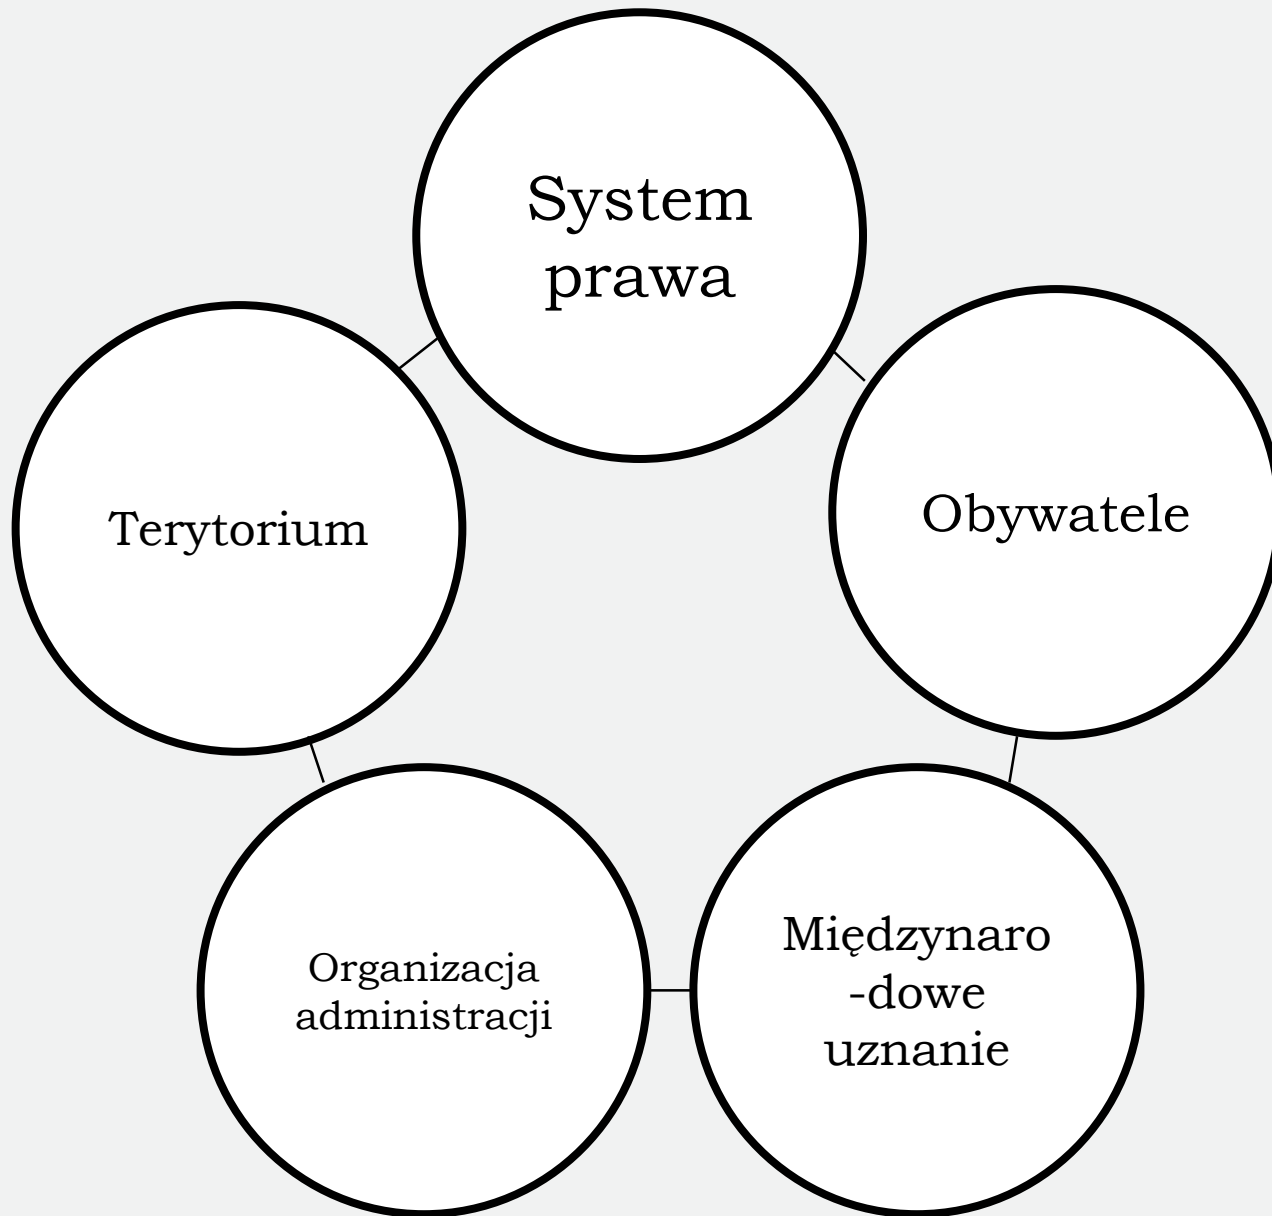 System
prawa
Terytorium
Obywatele
Organizacja
administracji
Międzynaro
-dowe
uznanie